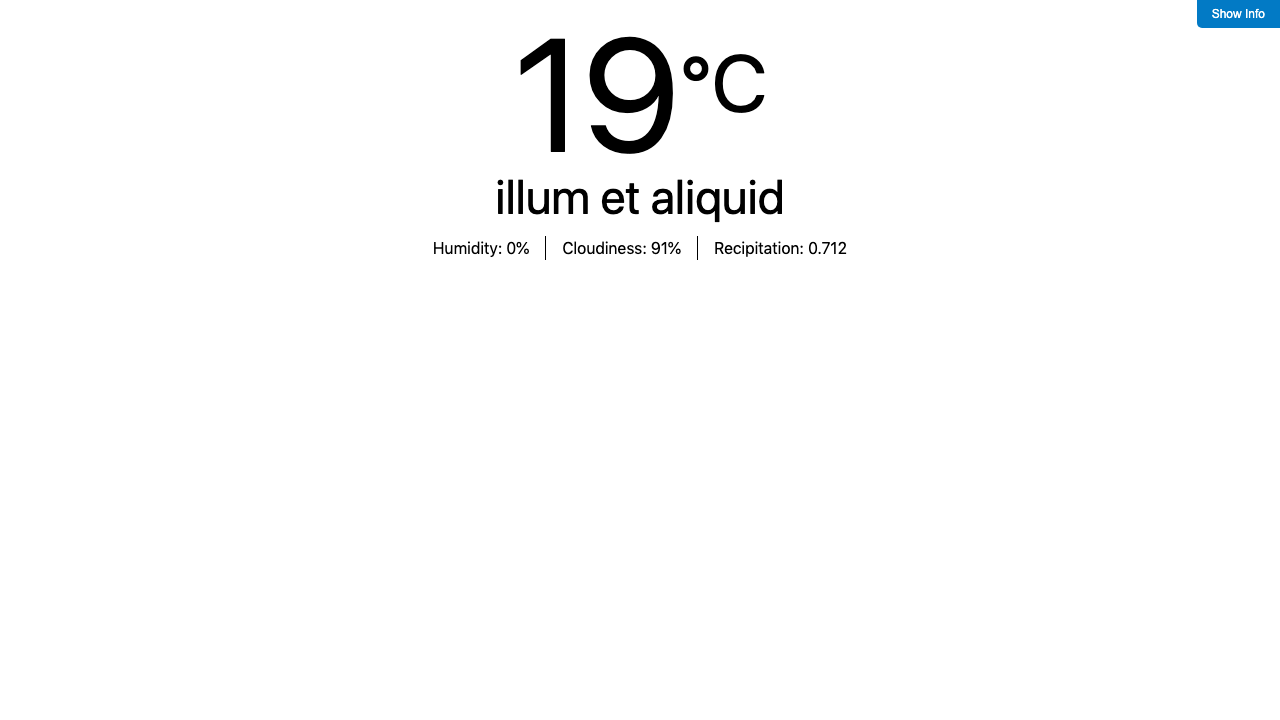 Show Info
19°C
illum et aliquid
Humidity: 0% Cloudiness: 91% Recipitation: 0.712